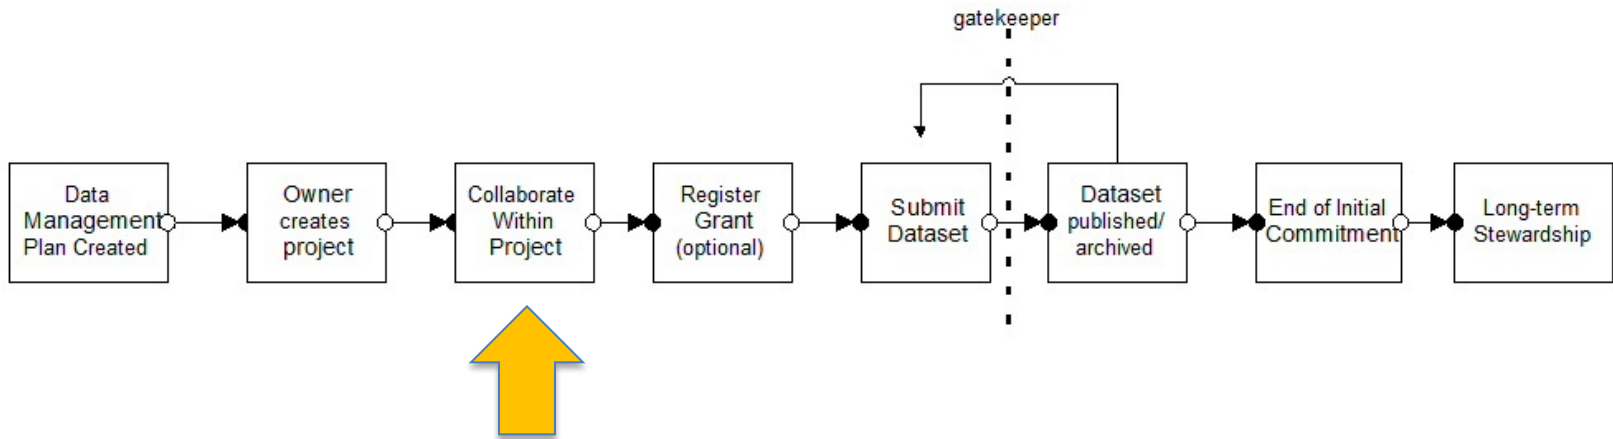 gatekeeper
Data
Management
Plan Created
Owner
creates
project
Collaborate
Within
Project
Register
Grant
(optional)
Submit
Dataset
Dataset
published/
archived
End of Initial
Commitment
Long-term
Stewardship